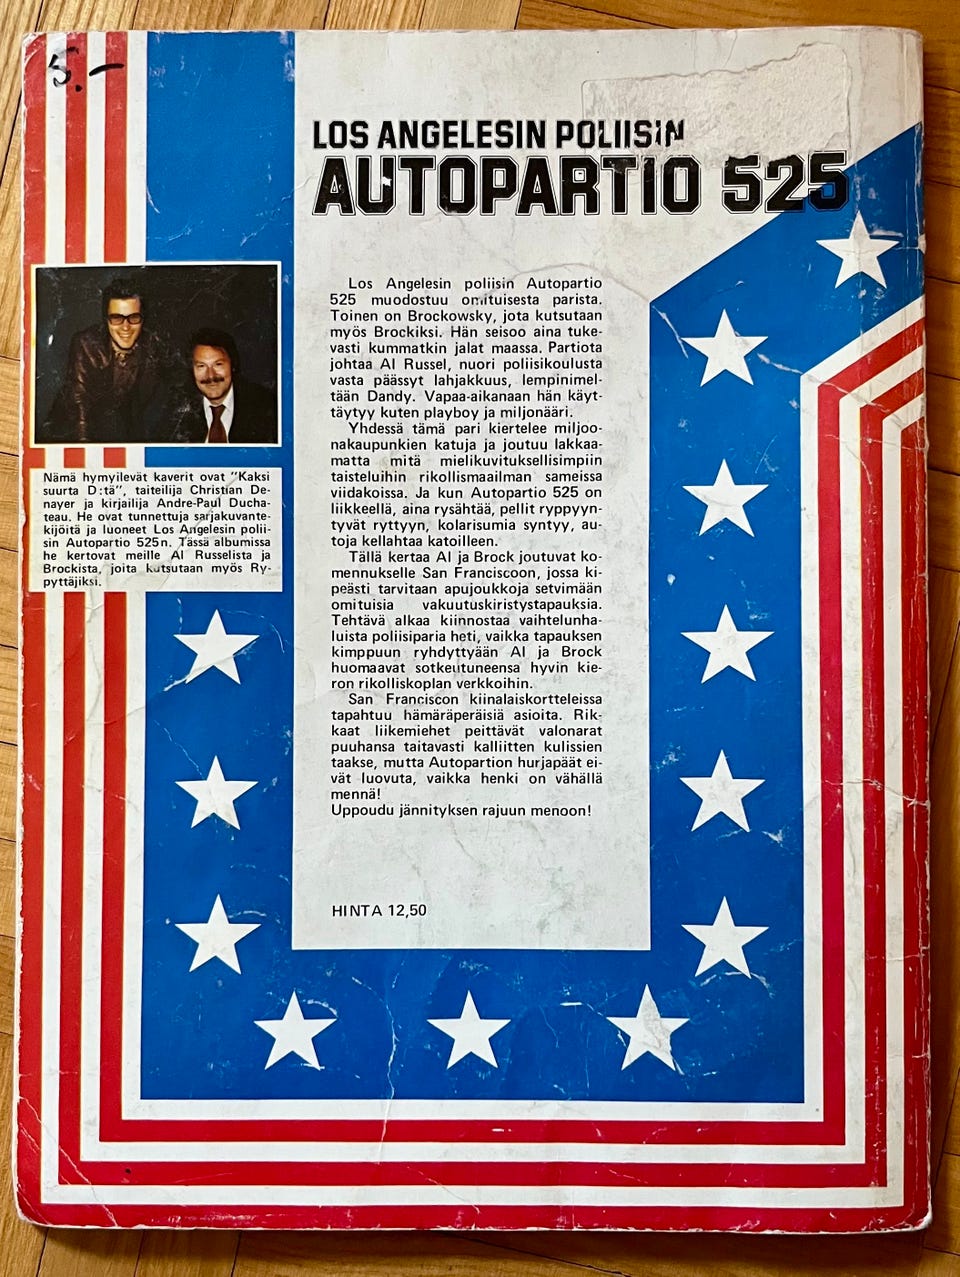 5.—
LOS ANGELESIN POLIISIN
AUTOPARTIO 525
Los Angelesin poliisin Autopartio
525 muodostuu omituisesta parista.
Toinen on Brockowsky, jota kutsutaan
myös Brockiksi. Hän seisoo aina tuke-
vasti kummatkin jalat maassa. Partiota
johtaa Al Russel, nuori poliisikoulusta
vasta päässyt lahjakkuus, lempinimel-
tään Dandy. Vapaa-aikanaan hän käyt-
täytyy kuten playboy ja miljonääri.
Yhdessä tämä pari kiertelee miljoo-
nakaupunkien katuja ja joutuu lakkaa-
matta mitä mielikuvituksellisimpiin
taisteluihin rikollismaailman sameissa
viidakoissa. Ja kun Autopartio 525 on
liikkeellä, aina rysähtää, pellit ryppyyn-
tyvät ryttyyn, kolarisumia syntyy, au-
toja kellahtaa katoilleen.
Tällä kertaa Al ja Brock joutuvat ko-
mennukselle San Franciscoon, jossa ki-
peästi tarvitaan apujoukkoja setvimään
omituisia vakuutuskiristystapauksia.
Tehtävä alkaa kiinnostaa vaihtelunha-
luista poliisiparia heti, vaikka tapauksen
kimppuun ryhdyttyään Al ja Brock
huomaavat sotkeutuneensa hyvin kie-
ron rikolliskoplan verkkoihin.
San Franciscon kiinalaiskortteleissa
tapahtuu hämäräperäisiä asioita. Rik-
kaat liikemiehet peittävät valonarat
puuhansa taitavasti kalliitten kulissien
taakse, mutta Autopartion hurjapäät ei-
vät luovuta, vaikka henki on vähällä
mennä!
Uppoudu jännityksen rajuun menoon!
HINTA 12,50
Nämä hymyilevät kaverit ovat "Kaksi
suurta D:tä", taiteilija Christian De-
nayer ja kirjailija Andre-Paul Ducha-
teau. He ovat tunnettuja sarjakuvante-
kijöitä ja luoneet Los Angelesin polii-
sin Autopartio 525n. Tässä albumissa
he kertovat meille Al Russelista ja
Brockista, joita kutsutaan myös Ry-
pyttäjiksi.